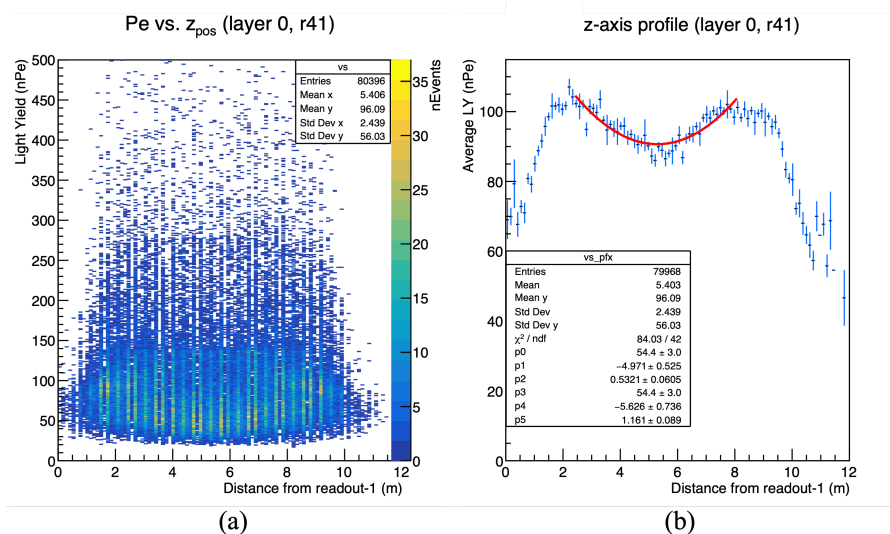 Pe vs. z_pos (layer 0, r41)
Light Yield (nPe)
500
450
400
350
300
250
200
150
100
50
0
0 2 4 6 8 10 12
Distance from readout-1 (m)
vs
Entries 80396
Mean x 5.406
Mean y 96.09
Std Dev x 2.439
Std Dev y 56.03
35
30
25
20
15
10
5
0
nEvents
(a)
z-axis profile (layer 0, r41)
Average LY (nPe)
100
80
60
40
20
0
0 2 4 6 8 10 12
Distance from readout-1 (m)
vs_pfx
Entries 79968
Mean 5.403
Mean y 96.09
Std Dev 2.439
Std Dev y 56.03
χ² / ndf 84.03 / 42
p0 54.4 ± 3.0
p1 −4.971 ± 0.525
p2 0.5321 ± 0.0605
p3 54.4 ± 3.0
p4 −5.626 ± 0.736
p5 1.161 ± 0.089
(b)